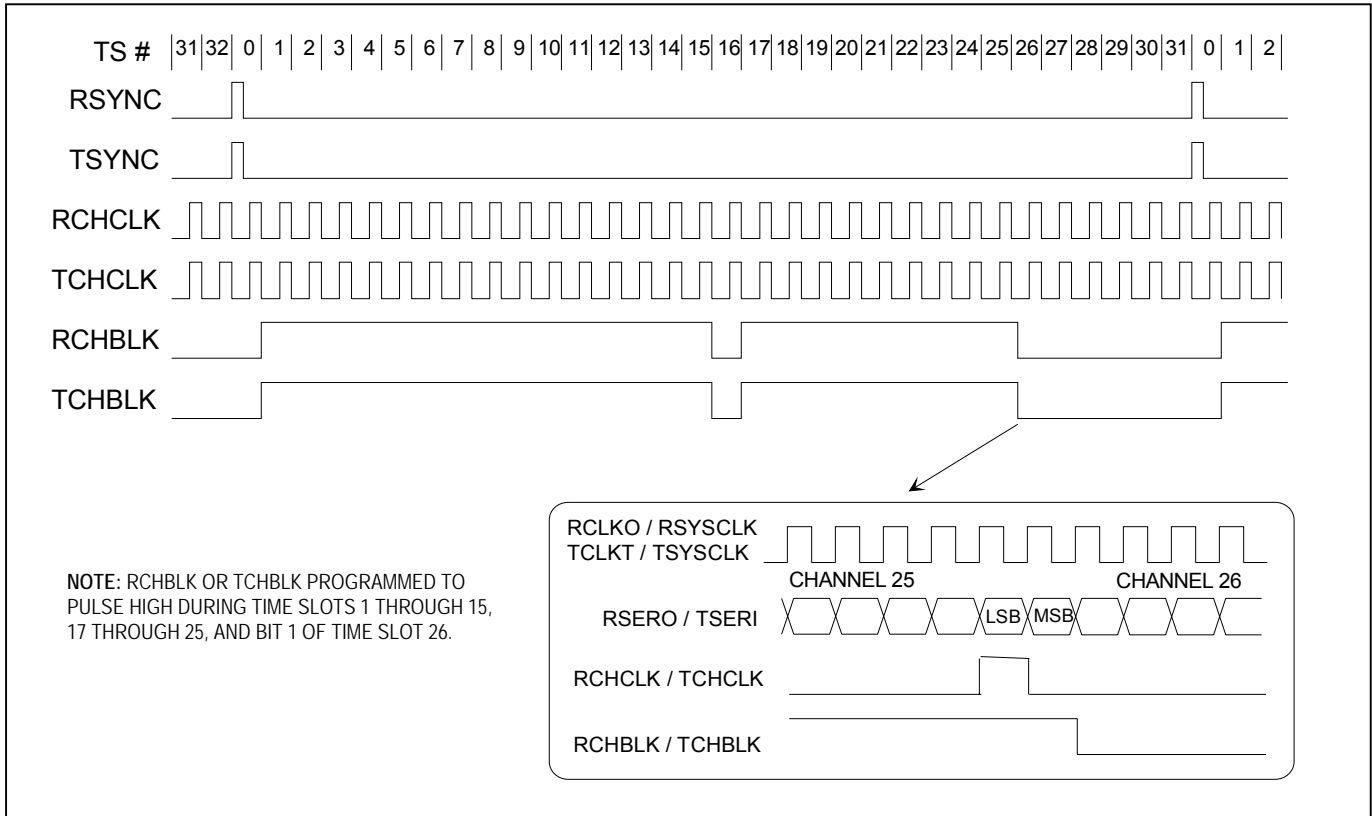 TS # 31 32 0 1 2 3 4 5 6 7 8 9 10 11 12 13 14 15 16 17 18 19 20 21 22 23 24 25 26 27 28 29 30 31 0 1 2
RSYNC
TSYNC
RCHCLK
TCHCLK
RCHBLK
TCHBLK
NOTE: RCHBLK OR TCHBLK PROGRAMMED TO
PULSE HIGH DURING TIME SLOTS 1 THROUGH 15,
17 THROUGH 25, AND BIT 1 OF TIME SLOT 26.
RCLKO / RSYSCLK
TCLKT / TSYSCLK
CHANNEL 25 CHANNEL 26
RSERO / TSERI LSB MSB
RCHCLK / TCHCLK
RCHBLK / TCHBLK